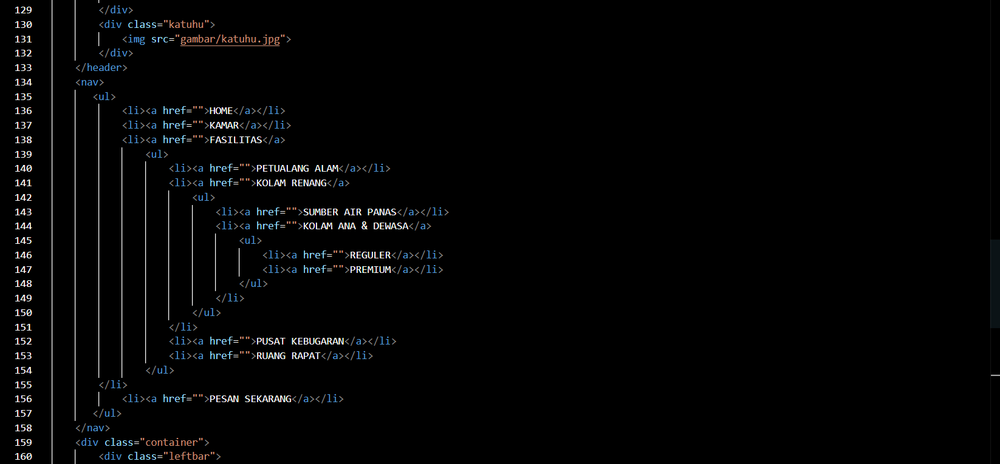 129 </div>
130 <div class="katuhu">
131 <img src="gambar/katuhu.jpg">
132 </div>
133 </header>
134 <nav>
135 <ul>
136 <li><a href="">HOME</a></li>
137 <li><a href="">KAMAR</a></li>
138 <li><a href="">FASILITAS</a>
139 <ul>
140 <li><a href="">PETUALANG ALAM</a></li>
141 <li><a href="">KOLAM RENANG</a>
142 <ul>
143 <li><a href="">SUMBER AIR PANAS</a></li>
144 <li><a href="">KOLAM ANA & DEWASA</a>
145 <ul>
146 <li><a href="">REGULER</a></li>
147 <li><a href="">PREMIUM</a></li>
148 </ul>
149 </li>
150 </ul>
151 </li>
152 <li><a href="">PUSAT KEBUGARAN</a></li>
153 <li><a href="">RUANG RAPAT</a></li>
154 </ul>
155 </li>
156 <li><a href="">PESAN SEKARANG</a></li>
157 </ul>
158 </nav>
159 <div class="container">
160 <div class="leftbar">